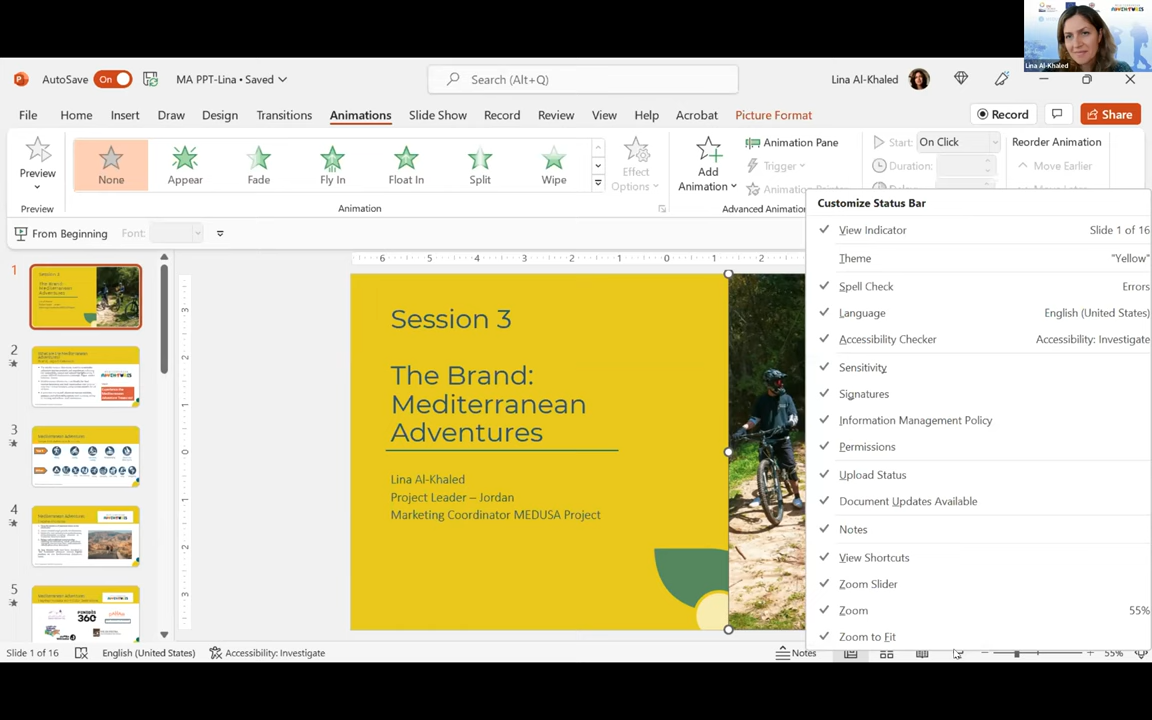 Lina Al-Khaled
AutoSave On MA PPT-Lina • Saved
Search (Alt+Q)
Lina Al-Khaled
File Home Insert Draw Design Transitions Animations Slide Show Record Review View Help Acrobat Picture Format
Record Share
Preview
None Appear Fade Fly In Float In Split Wipe
Effect
Options
Add
Animation
Animation Pane
Trigger
Start: On Click
Duration:
Reorder Animation
Move Earlier
Preview Animation
From Beginning Font:
Customize Status Bar
View Indicator Slide 1 of 16
Theme "Yellow"
Spell Check Errors
Language English (United States)
Accessibility Checker Accessibility: Investigate
Sensitivity
Signatures
Information Management Policy
Permissions
Upload Status
Document Updates Available
Notes
View Shortcuts
Zoom Slider
Zoom 55%
Zoom to Fit
1
2
3
4
5
Session 3
The Brand:
Mediterranean
Adventures
Lina Al-Khaled
Project Leader – Jordan
Marketing Coordinator MEDUSA Project
Slide 1 of 16 English (United States) Accessibility: Investigate Notes 55%